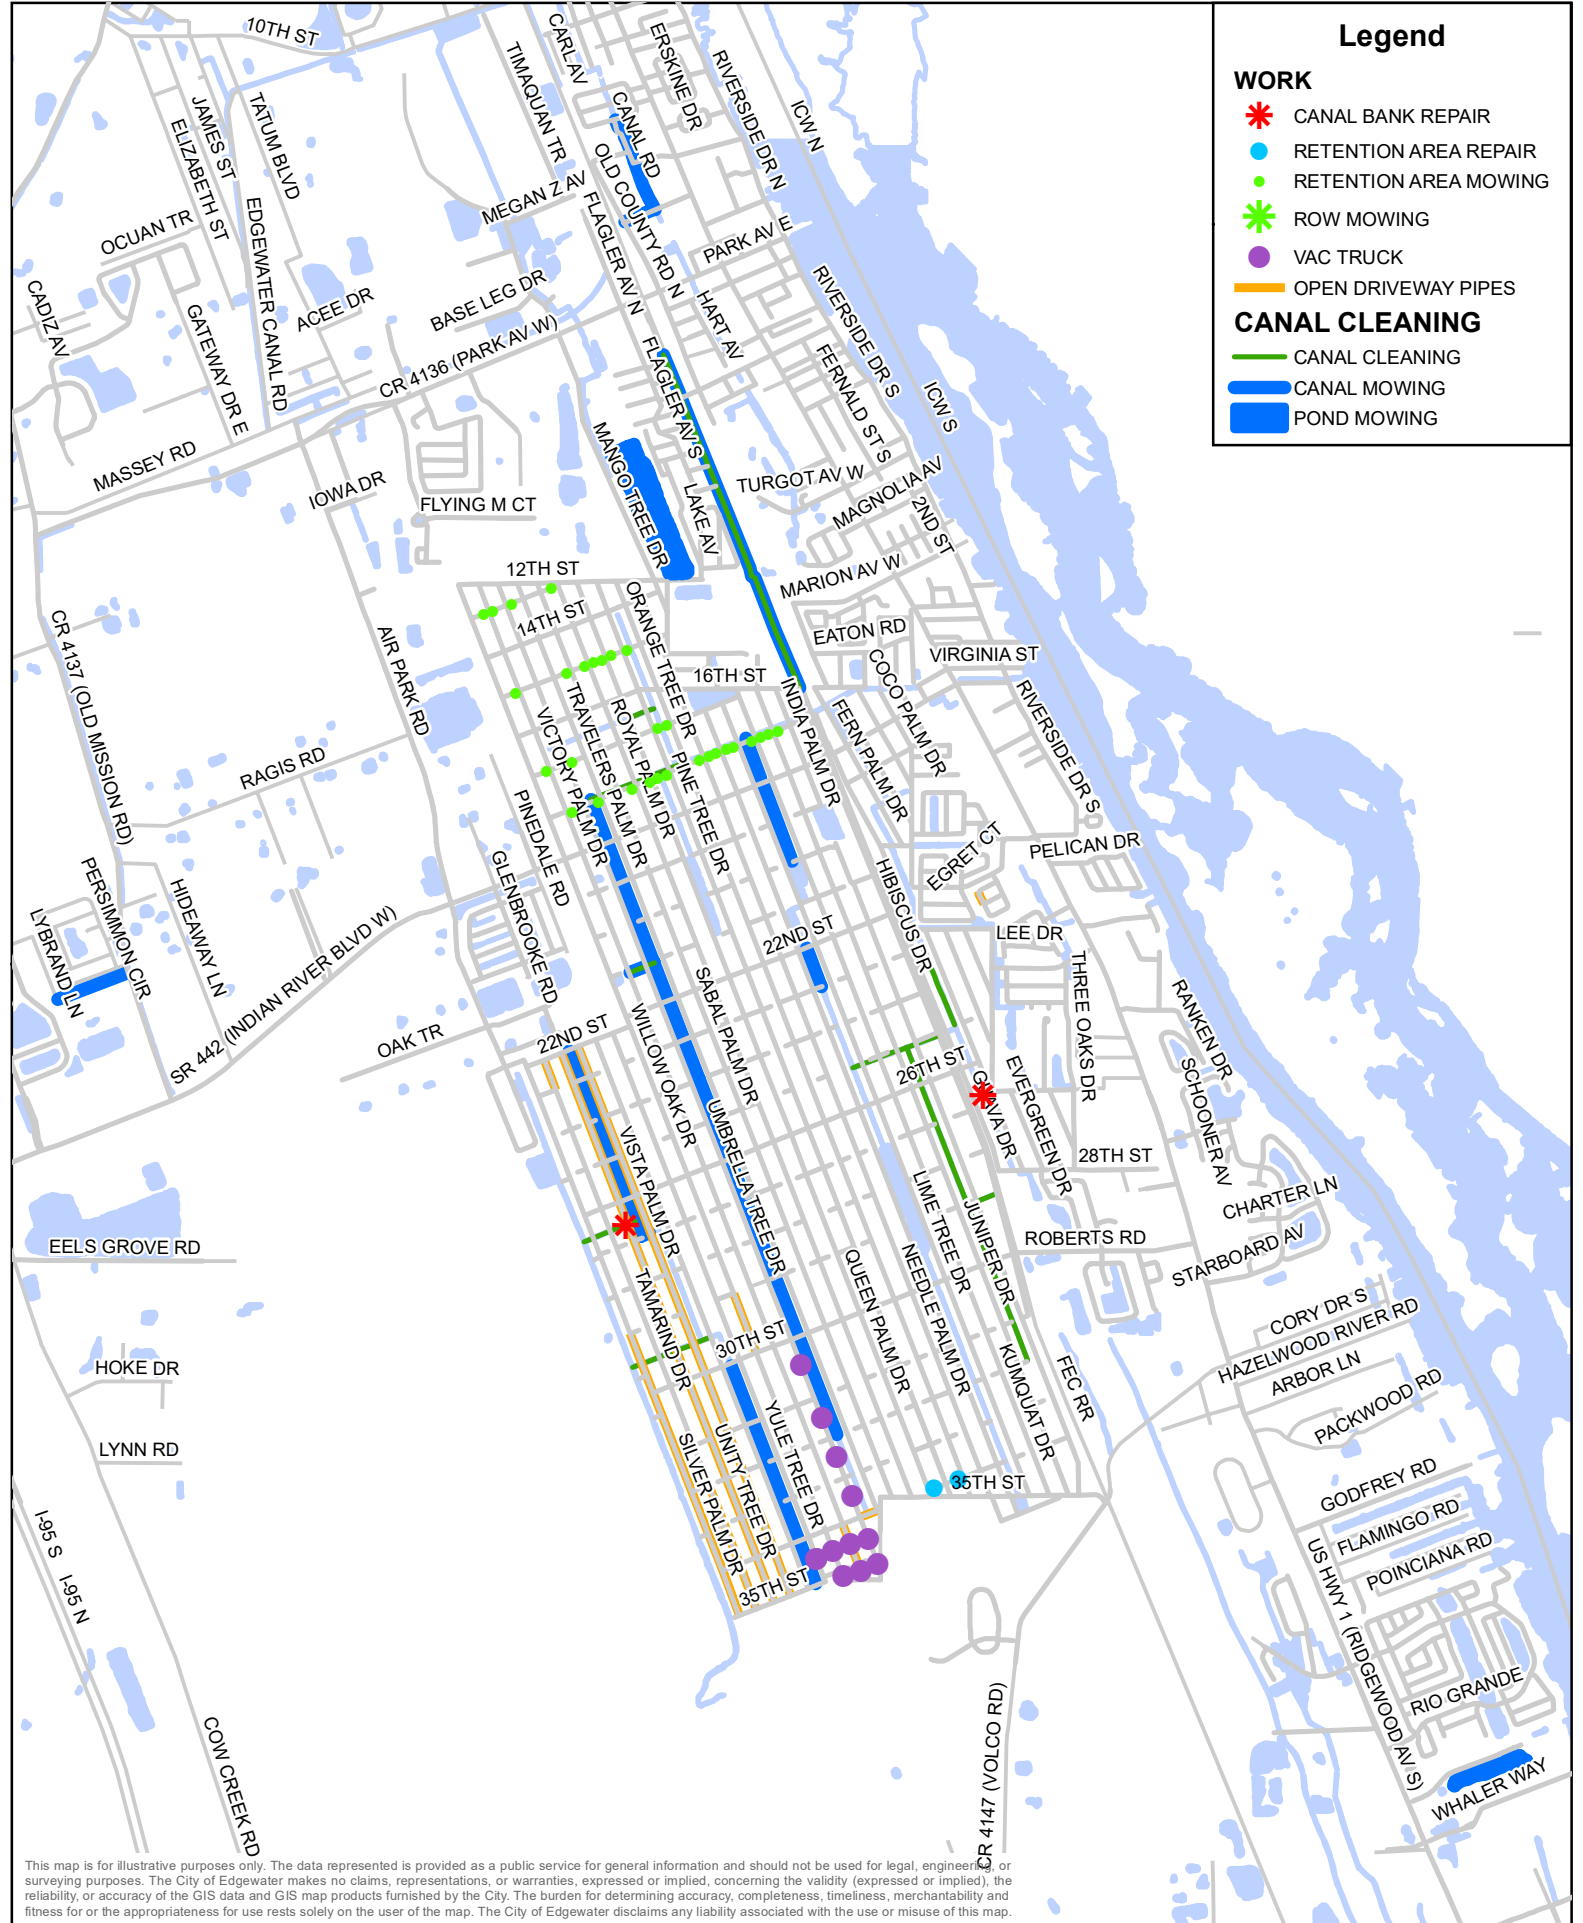 Legend
WORK
CANAL BANK REPAIR
RETENTION AREA REPAIR
RETENTION AREA MOWING
ROW MOWING
VAC TRUCK
OPEN DRIVEWAY PIPES
CANAL CLEANING
CANAL CLEANING
CANAL MOWING
POND MOWING
10TH ST
CARL AV
ERSKINE DR
TIMAQUAN TR
RIVERSIDE DR N
ICW N
JAMES ST
TATUM BLVD
ELIZABETH ST
CANAL RD
OLD COUNTY RD N
MEGAN Z AV
FLAGLER AV N
OCUAN TR
EDGEWATER CANAL RD
PARK AV E
CADIZ AV
GATEWAY DR E
ACEE DR
BASE LEG DR
HART AV
RIVERSIDE DR S
CR 4136 (PARK AV W)
FLAGLER AV S
FERNALD ST S
ICW S
MASSEY RD
IOWA DR
FLYING M CT
MANGO TREE DR
LAKE AV
TURGOT AV W
MAGNOLIA AV
2ND ST
12TH ST
14TH ST
ORANGE TREE DR
MARION AV W
EATON RD
VIRGINIA ST
COCO PALM DR
CR 4137 (OLD MISSION RD)
AIR PARK RD
16TH ST
INDIA PALM DR
FERN PALM DR
RIVERSIDE DR S
TRAVELERS PALM DR
ROYAL PALM DR
VICTORY PALM DR
PINE TREE DR
RAGIS RD
PINEDALE RD
GLENBROOKE RD
HIBISCUS DR
EGRET CT
PELICAN DR
PERSIMMON CIR
HIDEAWAY LN
LYBRAND LN
SR 442 (INDIAN RIVER BLVD W)
22ND ST
LEE DR
THREE OAKS DR
RANKEN DR
SCHOONER AV
OAK TR
22ND ST
WILLOW OAK DR
SABAL PALM DR
26TH ST
GUAVA DR
EVERGREEN DR
28TH ST
VISTA PALM DR
UMBRELLA TREE DR
LIME TREE DR
JUNIPER DR
CHARTER LN
ROBERTS RD
STARBOARD AV
EELS GROVE RD
TAMARIND DR
QUEEN PALM DR
NEEDLE PALM DR
CORY DR S
HAZELWOOD RIVER RD
30TH ST
HOKE DR
KUMQUAT DR
FEC RR
ARBOR LN
PACKWOOD RD
YULE TREE DR
UNITY TREE DR
SILVER PALM DR
LYNN RD
35TH ST
GODFREY RD
FLAMINGO RD
POINCIANA RD
I-95 S
I-95 N
35TH ST
US HWY 1 (RIDGEWOOD AV S)
RIO GRANDE
COW CREEK RD
CR 4147 (VOLCO RD)
WHALER WAY
This map is for illustrative purposes only. The data represented is provided as a public service for general information and should not be used for legal, engineering, or
surveying purposes. The City of Edgewater makes no claims, representations, or warranties, expressed or implied, concerning the validity (expressed or implied), the
reliability, or accuracy of the GIS data and GIS map products furnished by the City. The burden for determining accuracy, completeness, timeliness, merchantability and
fitness for or the appropriateness for use rests solely on the user of the map. The City of Edgewater disclaims any liability associated with the use or misuse of this map.